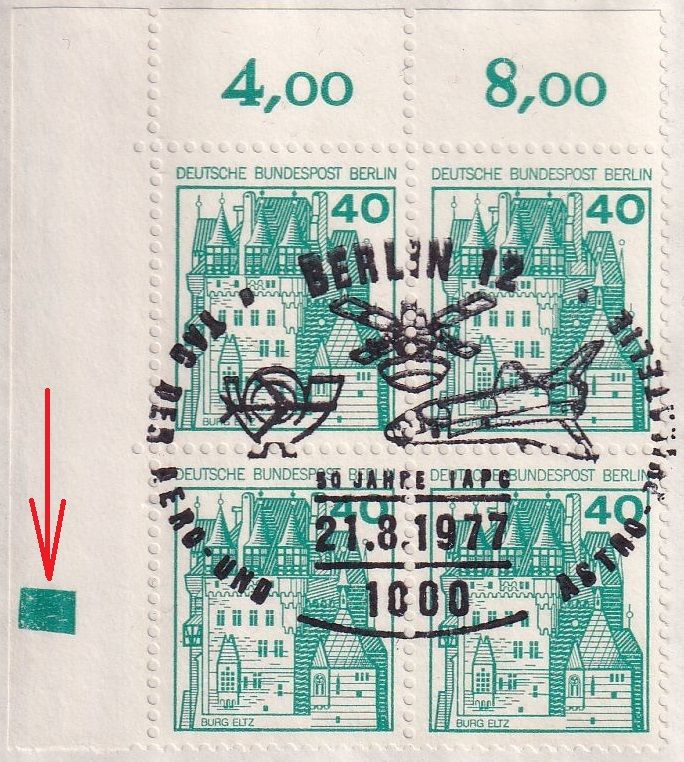 4,00 8,00
DEUTSCHE BUNDESPOST BERLIN DEUTSCHE BUNDESPOST BERLIN
40 40
BERLIN 12
TAG DER AERO-UND ASTRO-
BURG ELTZ
DEUTSCHE BUNDESPOST BERLIN DEUTSCHE BUNDESPOST BERLIN
50 JAHRE IAPC
40 40
21.8.1977
1000
BURG ELTZ BURG ELTZ